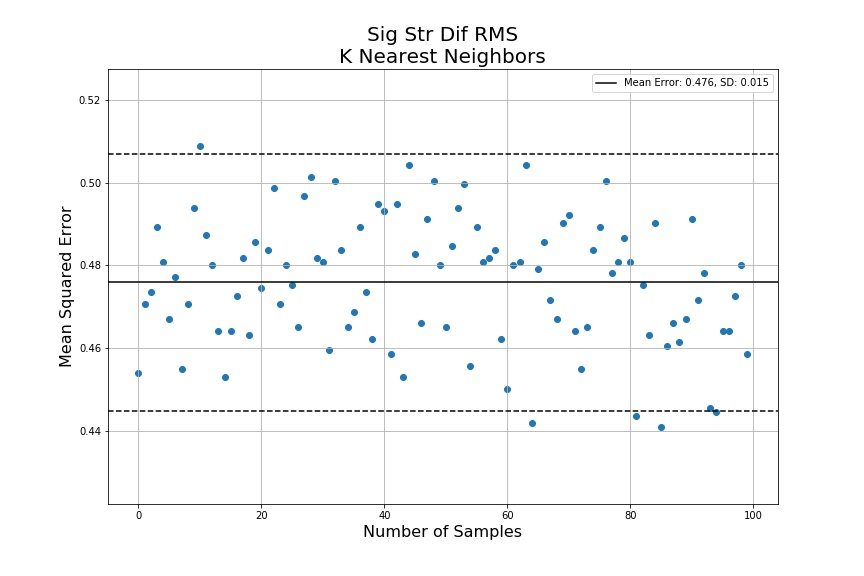 Sig Str Dif RMS
K Nearest Neighbors
Mean Error: 0.476, SD: 0.015
Mean Squared Error
0.52
0.50
0.48
0.46
0.44
0 20 40 60 80 100
Number of Samples